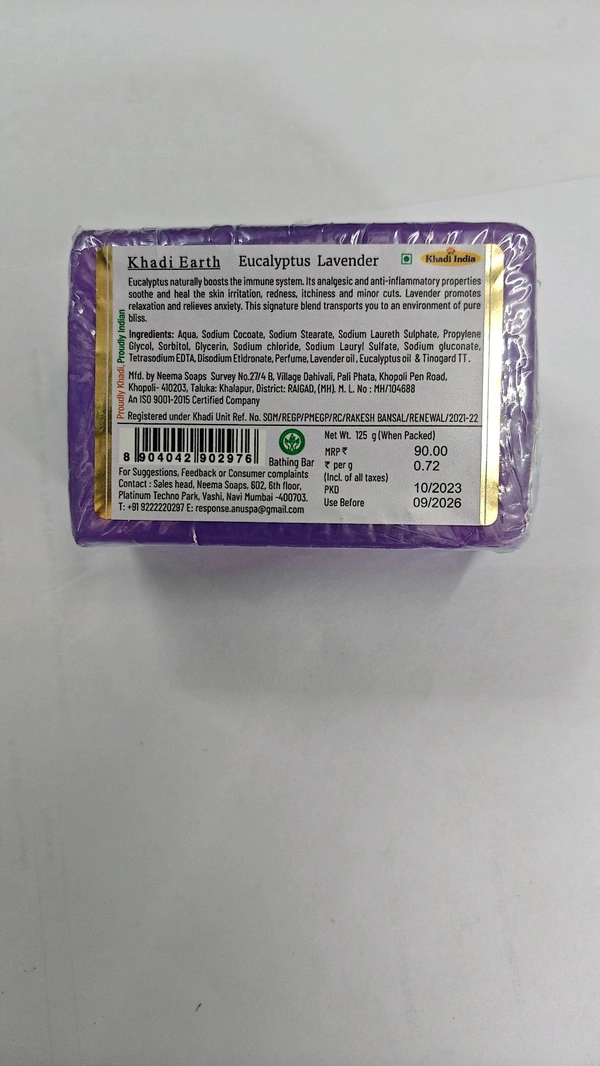 Khadi Earth Eucalyptus Lavender Khadi India
Eucalyptus naturally boosts the immune system. Its analgesic and anti-inflammatory properties
soothe and heal the skin irritation, redness, itchiness and minor cuts. Lavender promotes
relaxation and relieves anxiety. This signature blend transports you to an environment of pure
bliss.
Proudly Khadi, Proudly Indian
Ingredients: Aqua, Sodium Cocoate, Sodium Stearate, Sodium Laureth Sulphate, Propylene
Glycol, Sorbitol, Glycerin, Sodium chloride, Sodium Lauryl Sulfate, Sodium gluconate,
Tetrasodium EDTA, Disodium Etidronate, Perfume, Lavender oil, Eucalyptus oil & Tinogard TT.
Mfd. by Neema Soaps Survey No.27/4 B, Village Dahivali, Pali Phata, Khopoli Pen Road,
Khopoli- 410203, Taluka: Khalapur, District: RAIGAD, (MH). M. L. No : MH/104688
An ISO 9001-2015 Certified Company
Registered under Khadi Unit Ref. No. SOM/REGP/PMEGP/RC/RAKESH BANSAL/RENEWAL/2021-22
8 904042 902976
Bathing Bar
For Suggestions, Feedback or Consumer complaints
Contact : Sales head, Neema Soaps, 602, 6th floor,
Platinum Techno Park, Vashi, Navi Mumbai -400703.
T: +91 9222220297 E: response.anuspa@gmail.com
Net Wt. 125 g (When Packed)
MRP ₹ 90.00
₹ per g 0.72
(Incl. of all taxes)
PKD 10/2023
Use Before 09/2026